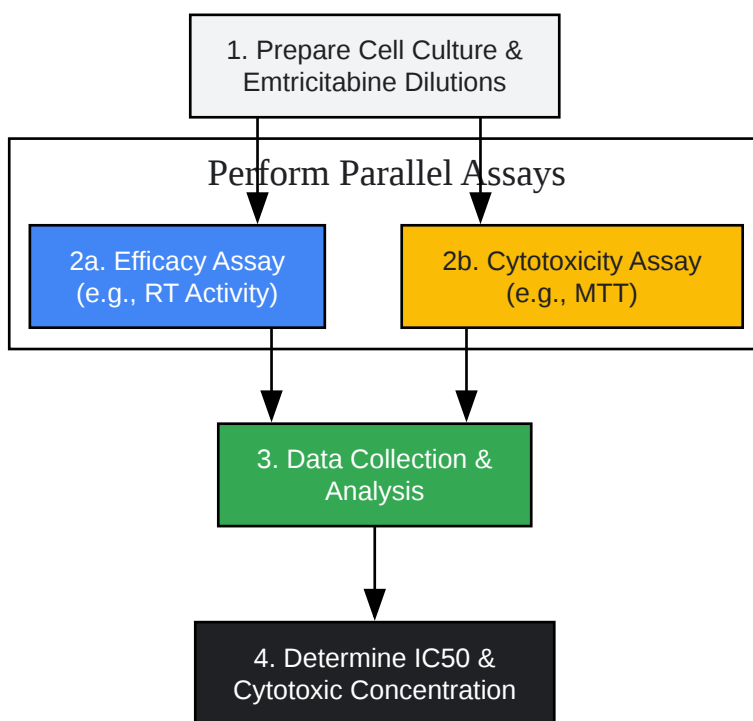 1. Prepare Cell Culture &
Emtricitabine Dilutions
Perform Parallel Assays
2a. Efficacy Assay
(e.g., RT Activity)
2b. Cytotoxicity Assay
(e.g., MTT)
3. Data Collection &
Analysis
4. Determine IC50 &
Cytotoxic Concentration